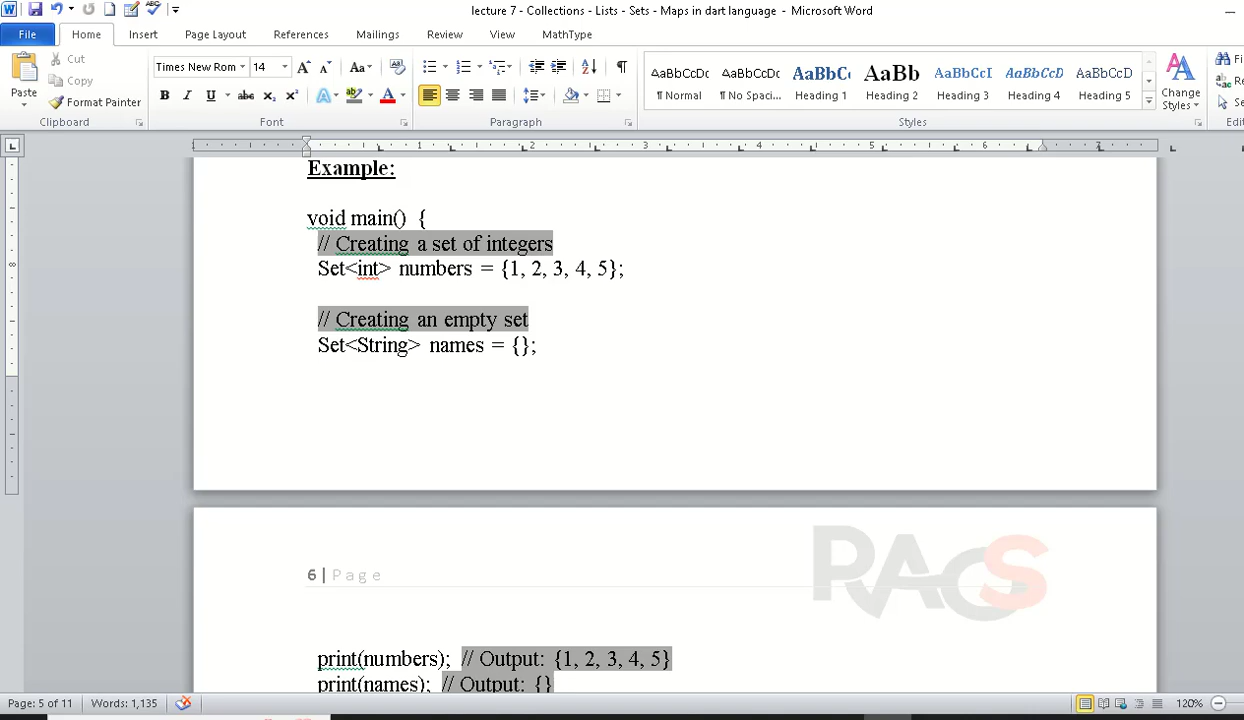 lecture 7 - Collections - Lists - Sets - Maps in dart language - Microsoft Word
File Home Insert Page Layout References Mailings Review View MathType
Cut
Copy
Paste
Format Painter
Times New Rom 14
AaBbCcDc AaBbCcDc AaBbC AaBb AaBbCcI AaBbCcI AaBbCcDc
¶ Normal ¶ No Spaci... Heading 1 Heading 2 Heading 3 Heading 4 Heading 5
Change
Styles
Clipboard Font Paragraph Styles
Example:
void main() {
// Creating a set of integers
Set<int> numbers = {1, 2, 3, 4, 5};
// Creating an empty set
Set<String> names = {};
6 | Page
RACS
print(numbers); // Output: {1, 2, 3, 4, 5}
print(names); // Output: {}
Page: 5 of 11 Words: 1,135 120%